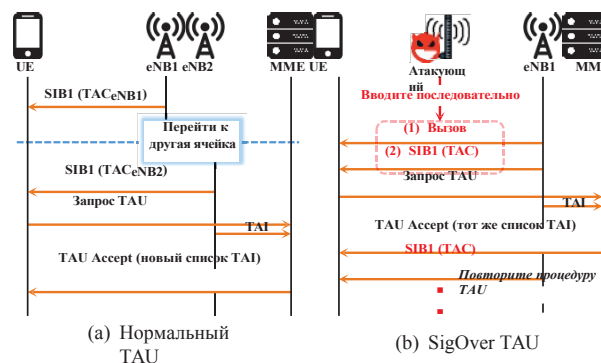 UE
eNB1 eNB2
MME
SIB1 (TACeNB1)
Перейти к
другая ячейка
SIB1 (TACeNB2)
Запрос TAU
TAI
TAU Accept (новый список TAI)
(a) Нормальный
TAU
UE
Атакующ
ий
eNB1
MM
Вводите последовательно
(1) Вызов
(2) SIB1 (TAC)
Запрос TAU
TAI
TAU Accept (тот же список TAI)
SIB1 (TAC)
Повторите процедуру
TAU
(b) SigOver TAU